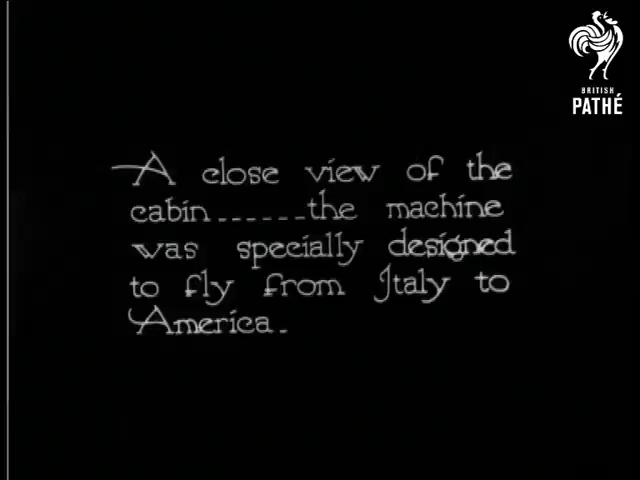 BRITISH
PATHÉ
A close view of the
cabin......the machine
was specially designed
to fly from Italy to
America.